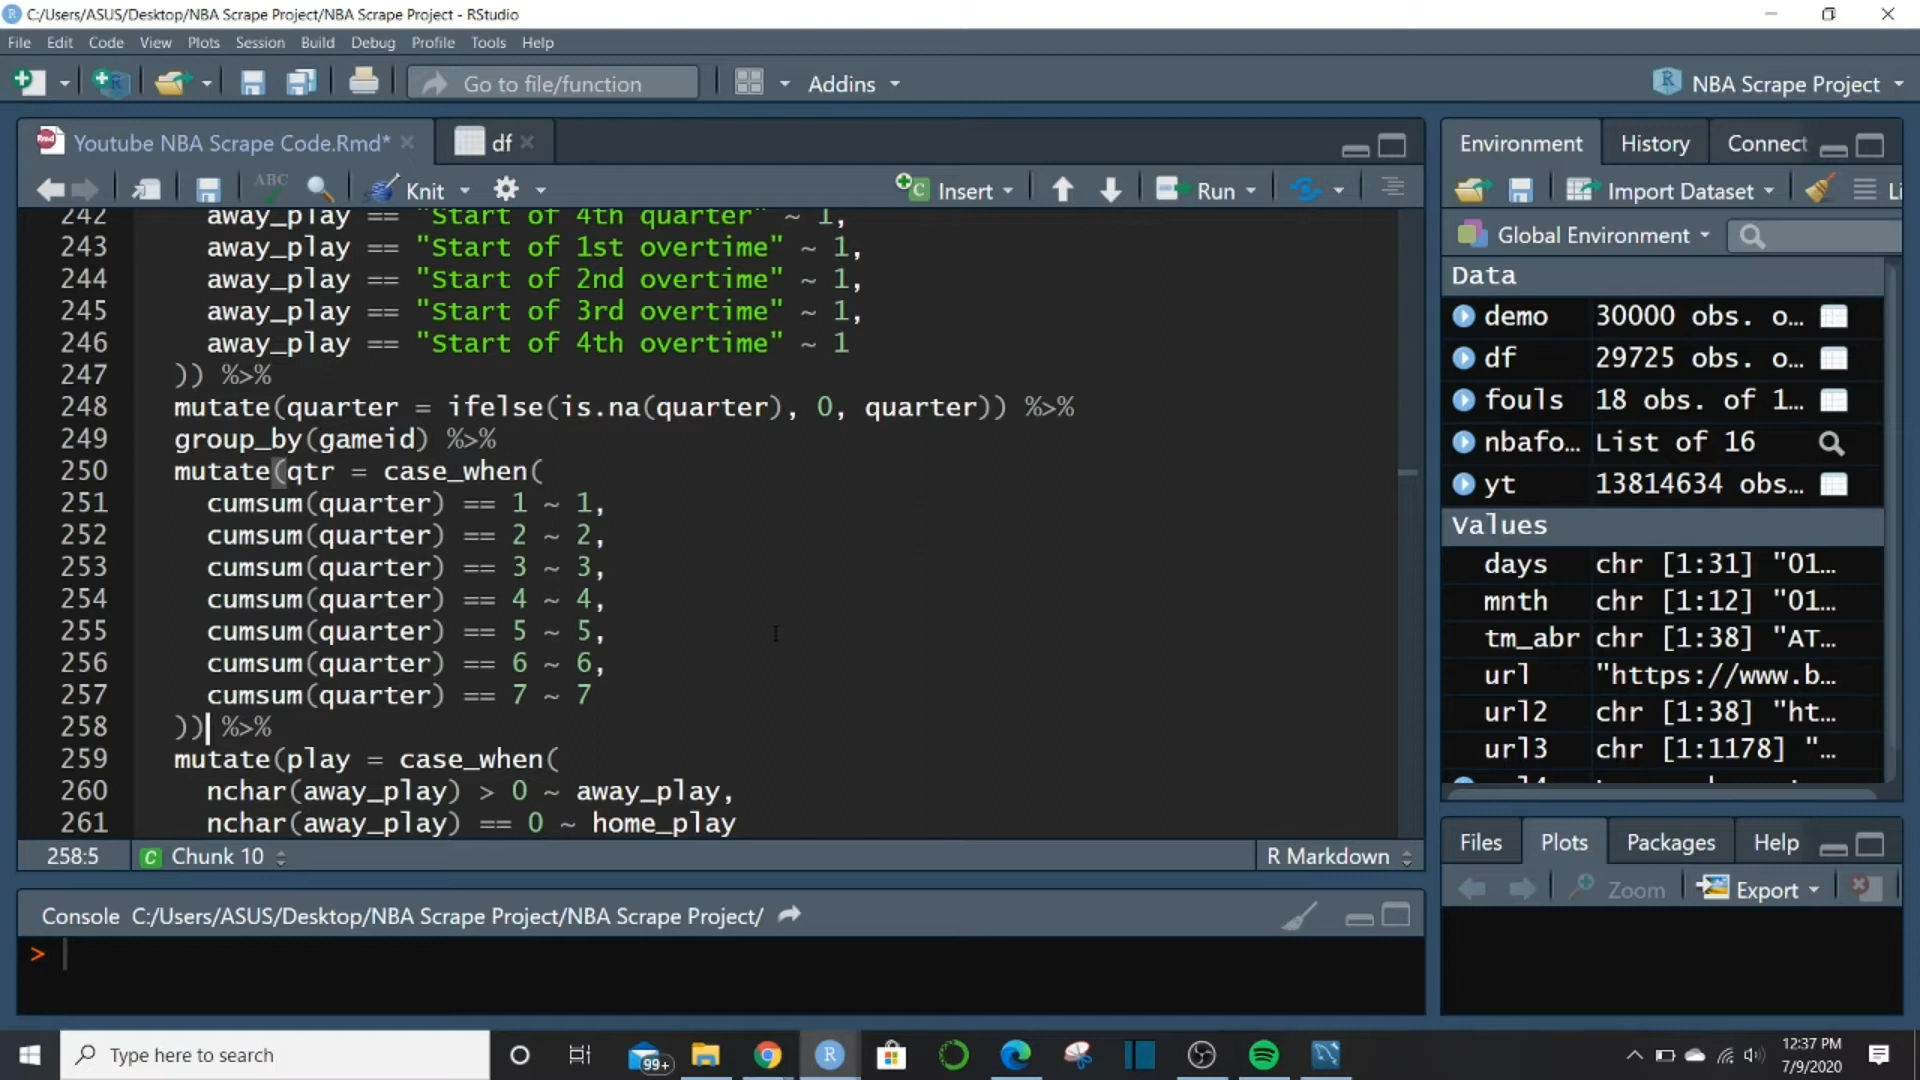 C:/Users/ASUS/Desktop/NBA Scrape Project/NBA Scrape Project - RStudio
File Edit Code View Plots Session Build Debug Profile Tools Help
Go to file/function
Addins
NBA Scrape Project
Youtube NBA Scrape Code.Rmd*
df
ABC
Knit
Insert
Run
242 away_play == "Start of 4th quarter" ~ 1,
243 away_play == "Start of 1st overtime" ~ 1,
244 away_play == "Start of 2nd overtime" ~ 1,
245 away_play == "Start of 3rd overtime" ~ 1,
246 away_play == "Start of 4th overtime" ~ 1
247 )) %>%
248 mutate(quarter = ifelse(is.na(quarter), 0, quarter)) %>%
249 group_by(gameid) %>%
250 mutate(qtr = case_when(
251 cumsum(quarter) == 1 ~ 1,
252 cumsum(quarter) == 2 ~ 2,
253 cumsum(quarter) == 3 ~ 3,
254 cumsum(quarter) == 4 ~ 4,
255 cumsum(quarter) == 5 ~ 5,
256 cumsum(quarter) == 6 ~ 6,
257 cumsum(quarter) == 7 ~ 7
258 )) %>%
259 mutate(play = case_when(
260 nchar(away_play) > 0 ~ away_play,
261 nchar(away_play) == 0 ~ home_play
258:5 C Chunk 10 R Markdown
Console C:/Users/ASUS/Desktop/NBA Scrape Project/NBA Scrape Project/
>
Environment History Connect
Import Dataset Li
Global Environment
Data
demo 30000 obs. o…
df 29725 obs. o…
fouls 18 obs. of 1…
nbafo… List of 16
yt 13814634 obs…
Values
days chr [1:31] "01…
mnth chr [1:12] "01…
tm_abr chr [1:38] "AT…
url "https://www.b…
url2 chr [1:38] "ht…
url3 chr [1:1178] "…
Files Plots Packages Help
Zoom Export
Type here to search
99+
12:37 PM
7/9/2020